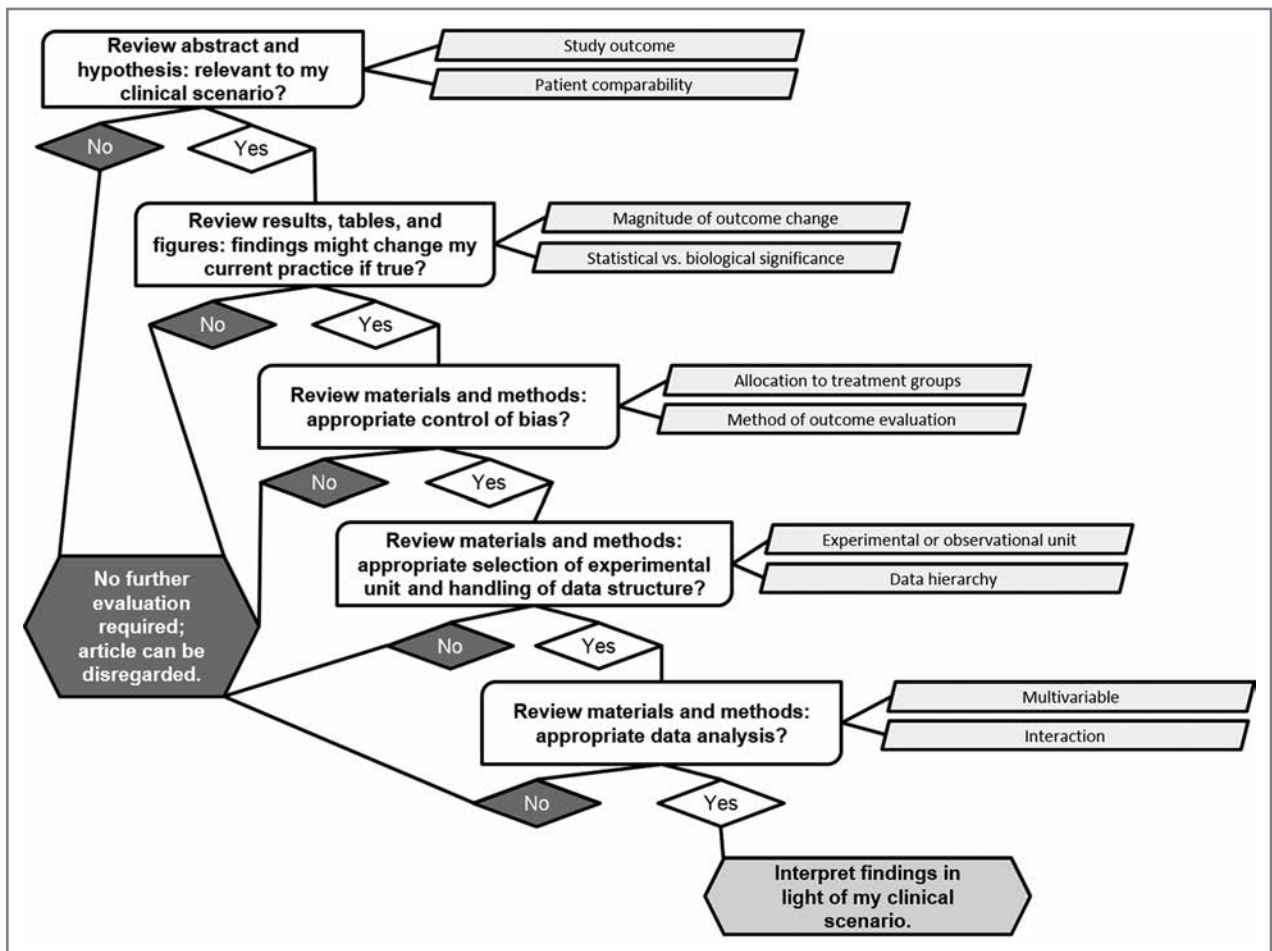 Review abstract and
hypothesis: relevant to my
clinical scenario?
Study outcome
Patient comparability
No
Yes
Review results, tables, and
figures: findings might change my
current practice if true?
Magnitude of outcome change
Statistical vs. biological significance
No
Yes
Review materials and methods:
appropriate control of bias?
Allocation to treatment groups
Method of outcome evaluation
No
Yes
Review materials and methods:
appropriate selection of experimental
unit and handling of data structure?
Experimental or observational unit
Data hierarchy
No further
evaluation
required;
article can be
disregarded.
No
Yes
Review materials and methods:
appropriate data analysis?
Multivariable
Interaction
No
Yes
Interpret findings in
light of my clinical
scenario.